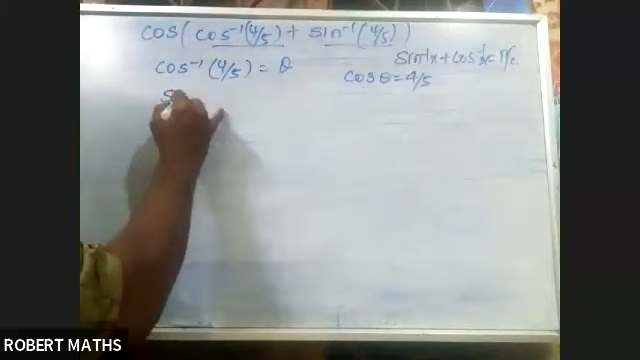 cos(cos⁻¹(4/5) + sin⁻¹(4/5))
sin⁻¹x + cos⁻¹x = π/2
cos⁻¹(4/5) = θ
cos θ = 4/5
S
ROBERT MATHS